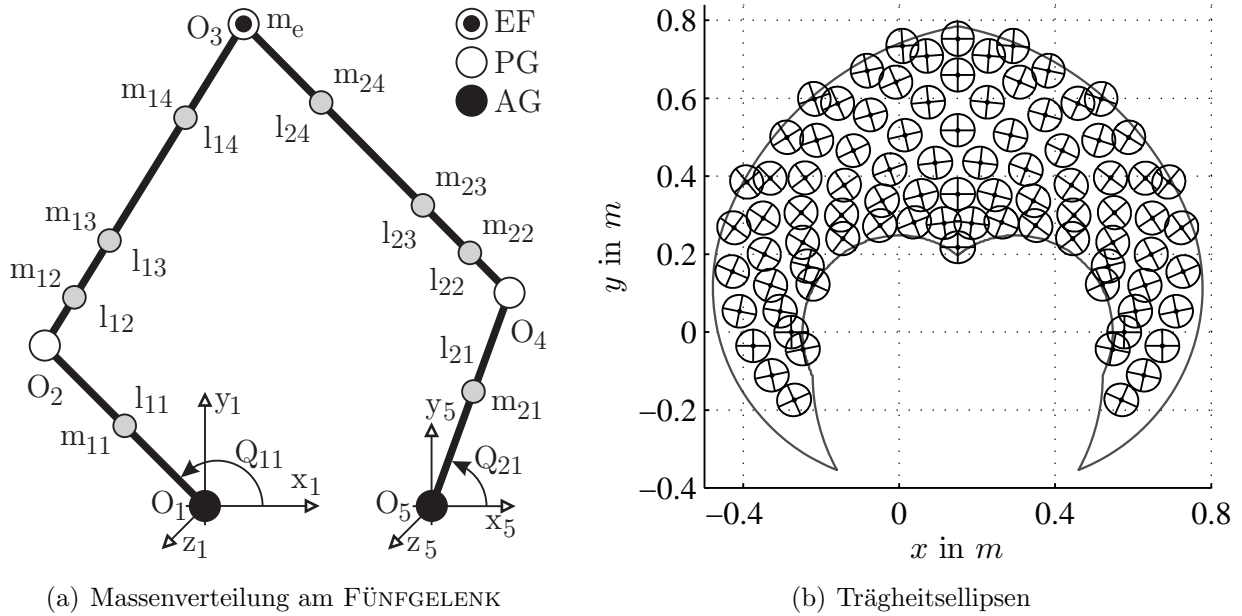 O₃ mₑ EF
PG
AG
m₂₄
l₂₄
m₁₄
l₁₄
m₂₃
l₂₃
m₂₂
l₂₂
m₁₃
l₁₃
m₁₂
l₁₂
O₂
O₄
l₂₁
m₂₁
l₁₁
m₁₁
y₁
Q₁₁
x₁
O₁
z₁
y₅
Q₂₁
x₅
O₅
z₅
(a) Massenverteilung am FÜNFGELENK
0.8
0.6
0.4
0.2
0
−0.2
−0.4
y in m
−0.4 0 0.4 0.8
x in m
(b) Trägheitsellipsen